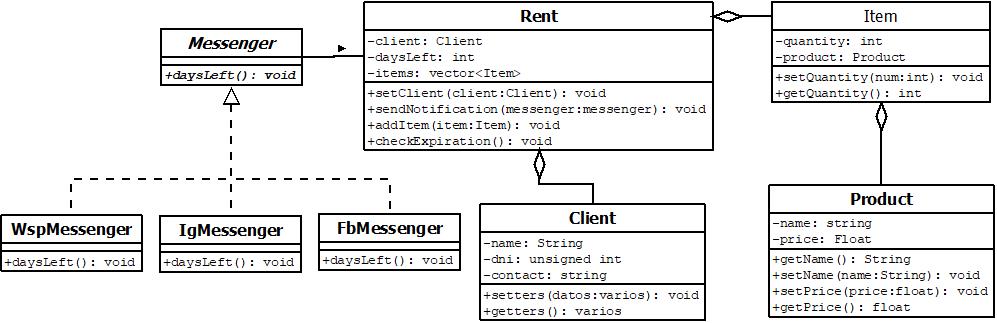 Messenger
+daysLeft(): void
Rent
-client: Client
-daysLeft: int
-items: vector<Item>
+setClient(client:Client): void
+sendNotification(messenger:messenger): void
+addItem(item:Item): void
+checkExpiration(): void
Item
-quantity: int
-product: Product
+setQuantity(num:int): void
+getQuantity(): int
WspMessenger
+daysLeft(): void
IgMessenger
+daysLeft(): void
FbMessenger
+daysLeft(): void
Client
-name: String
-dni: unsigned int
-contact: string
+setters(datos:varios): void
+getters(): varios
Product
-name: string
-price: Float
+getName(): String
+setName(name:String): void
+setPrice(price:float): void
+getPrice(): float